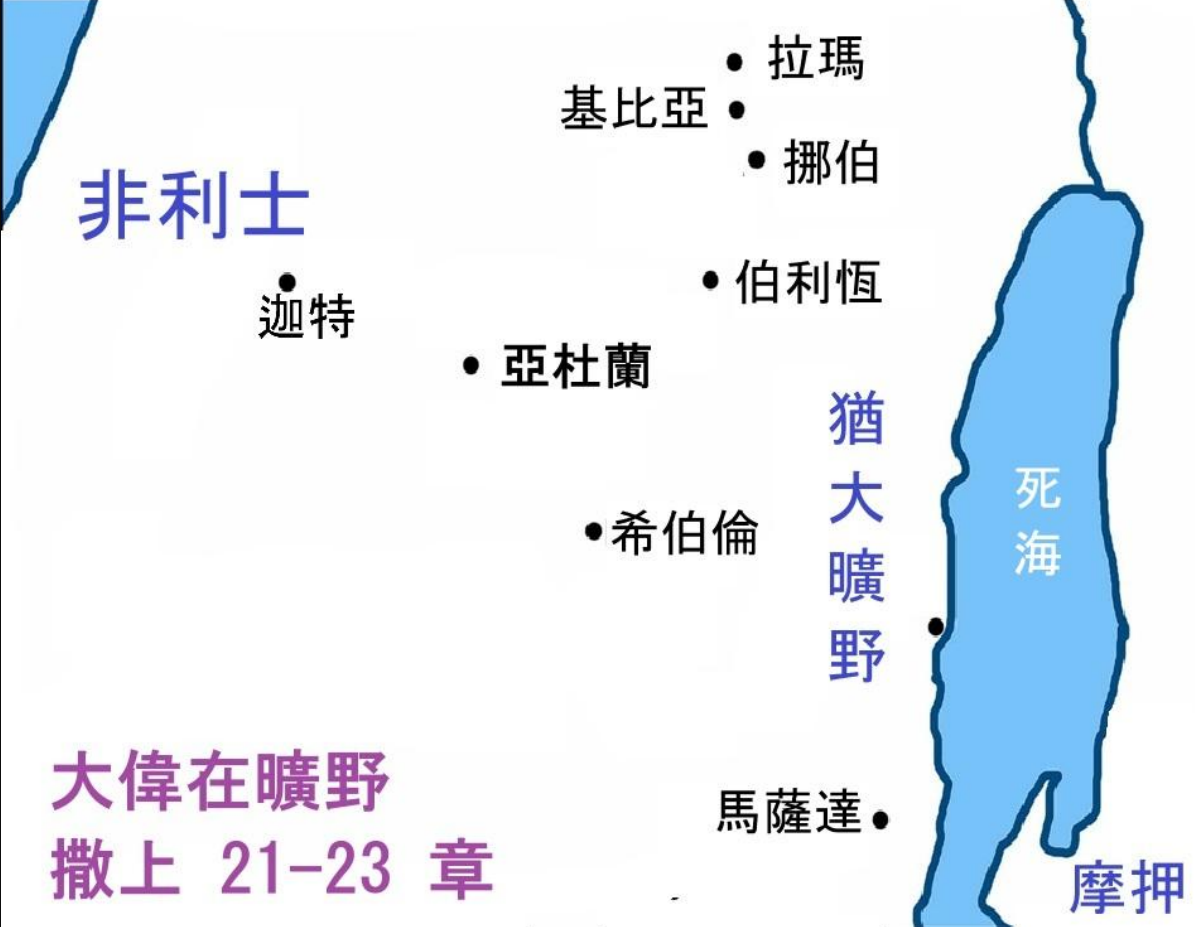 拉瑪
基比亞
挪伯
非利士
伯利恆
迦特
亞杜蘭
猶大曠野
死海
希伯倫
大偉在曠野
馬薩達
撒上 21-23 章
摩押